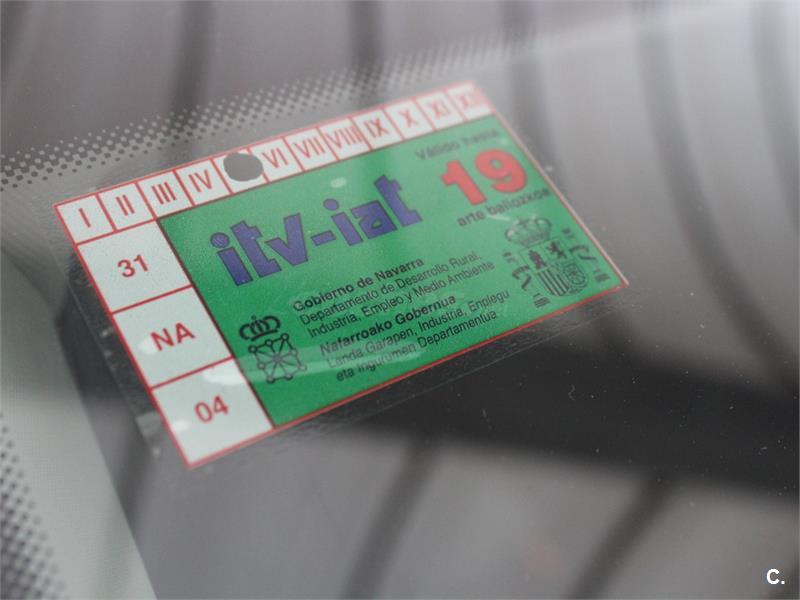 I II III IV VI VII VIII IX X XI XII
Válido hasta
19
arte baliozkoa
itv-iat
31
NA
04
Gobierno de Navarra
Departamento de Desarrollo Rural,
Industria, Empleo y Medio Ambiente
Nafarroako Gobernua
Landa Garapen, Industria, Enplegu
eta Ingurumen Departamentua
C.